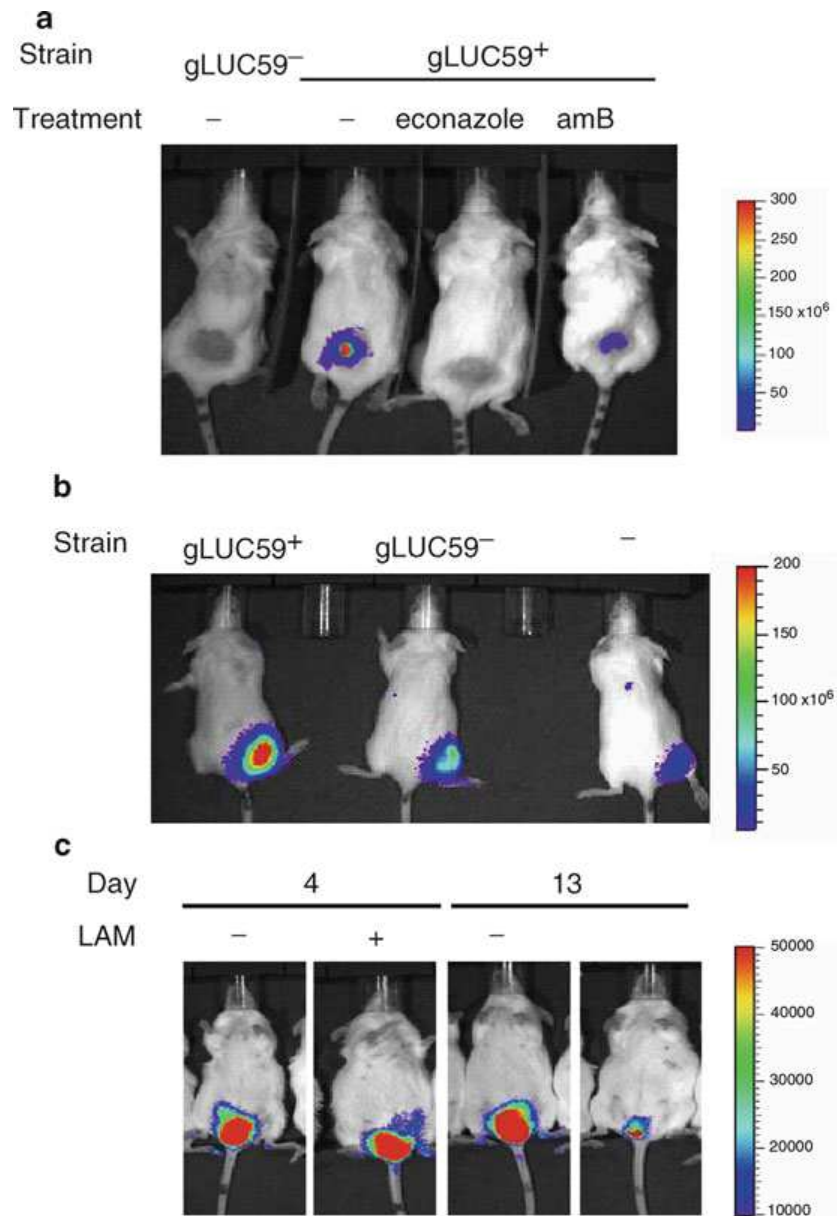 a
Strain gLUC59⁻ gLUC59⁺
Treatment – – econazole amB
300
250
200
150 x10⁶
100
50
b
Strain gLUC59⁺ gLUC59⁻ –
200
150
100 x10⁶
50
c
Day 4 13
LAM – + –
50000
40000
30000
20000
10000